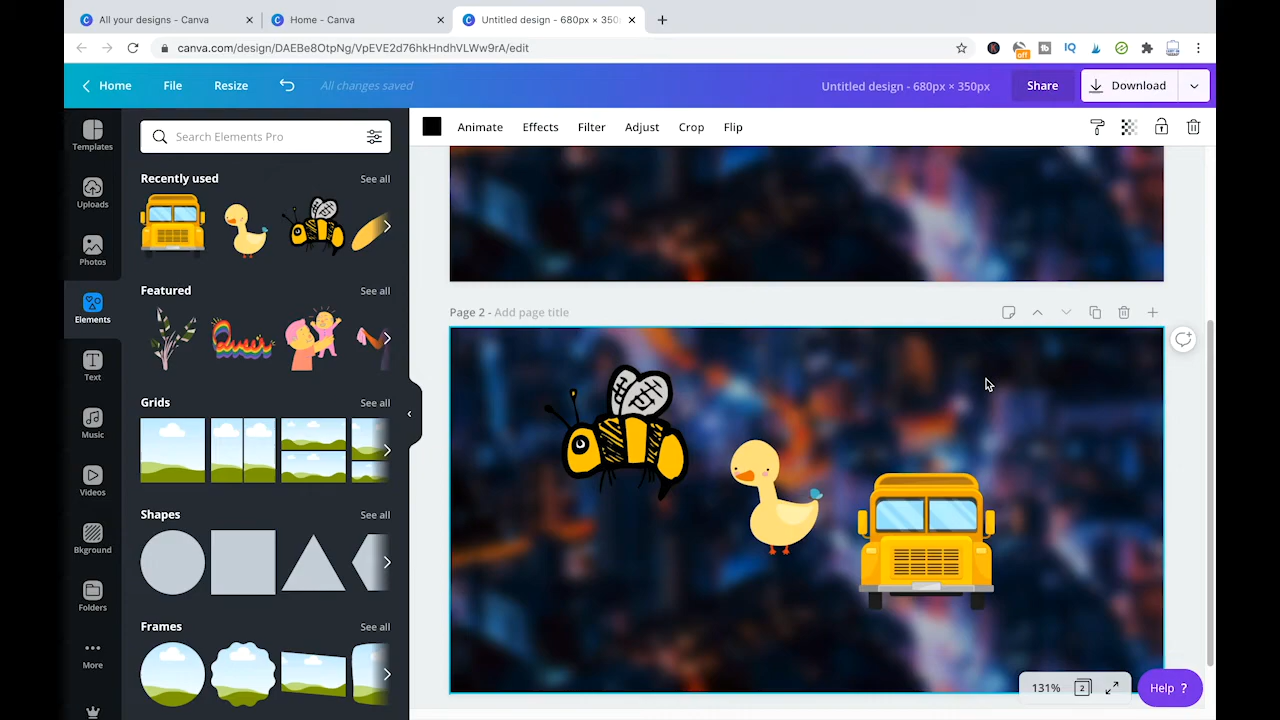 All your designs - Canva
Home - Canva
Untitled design - 680px × 350
canva.com/design/DAEBe8OtpNg/VpEVE2d76hkHndhVLWw9rA/edit
off
IQ
Home
File
Resize
All changes saved
Untitled design - 680px × 350px
Share
Download
Animate
Effects
Filter
Adjust
Crop
Flip
Templates
Uploads
Photos
Elements
Text
Music
Videos
Bkground
Folders
More
Search Elements Pro
Recently used
See all
Featured
See all
Grids
See all
Shapes
See all
Frames
See all
Page 2 - Add page title
131%
2
Help ?